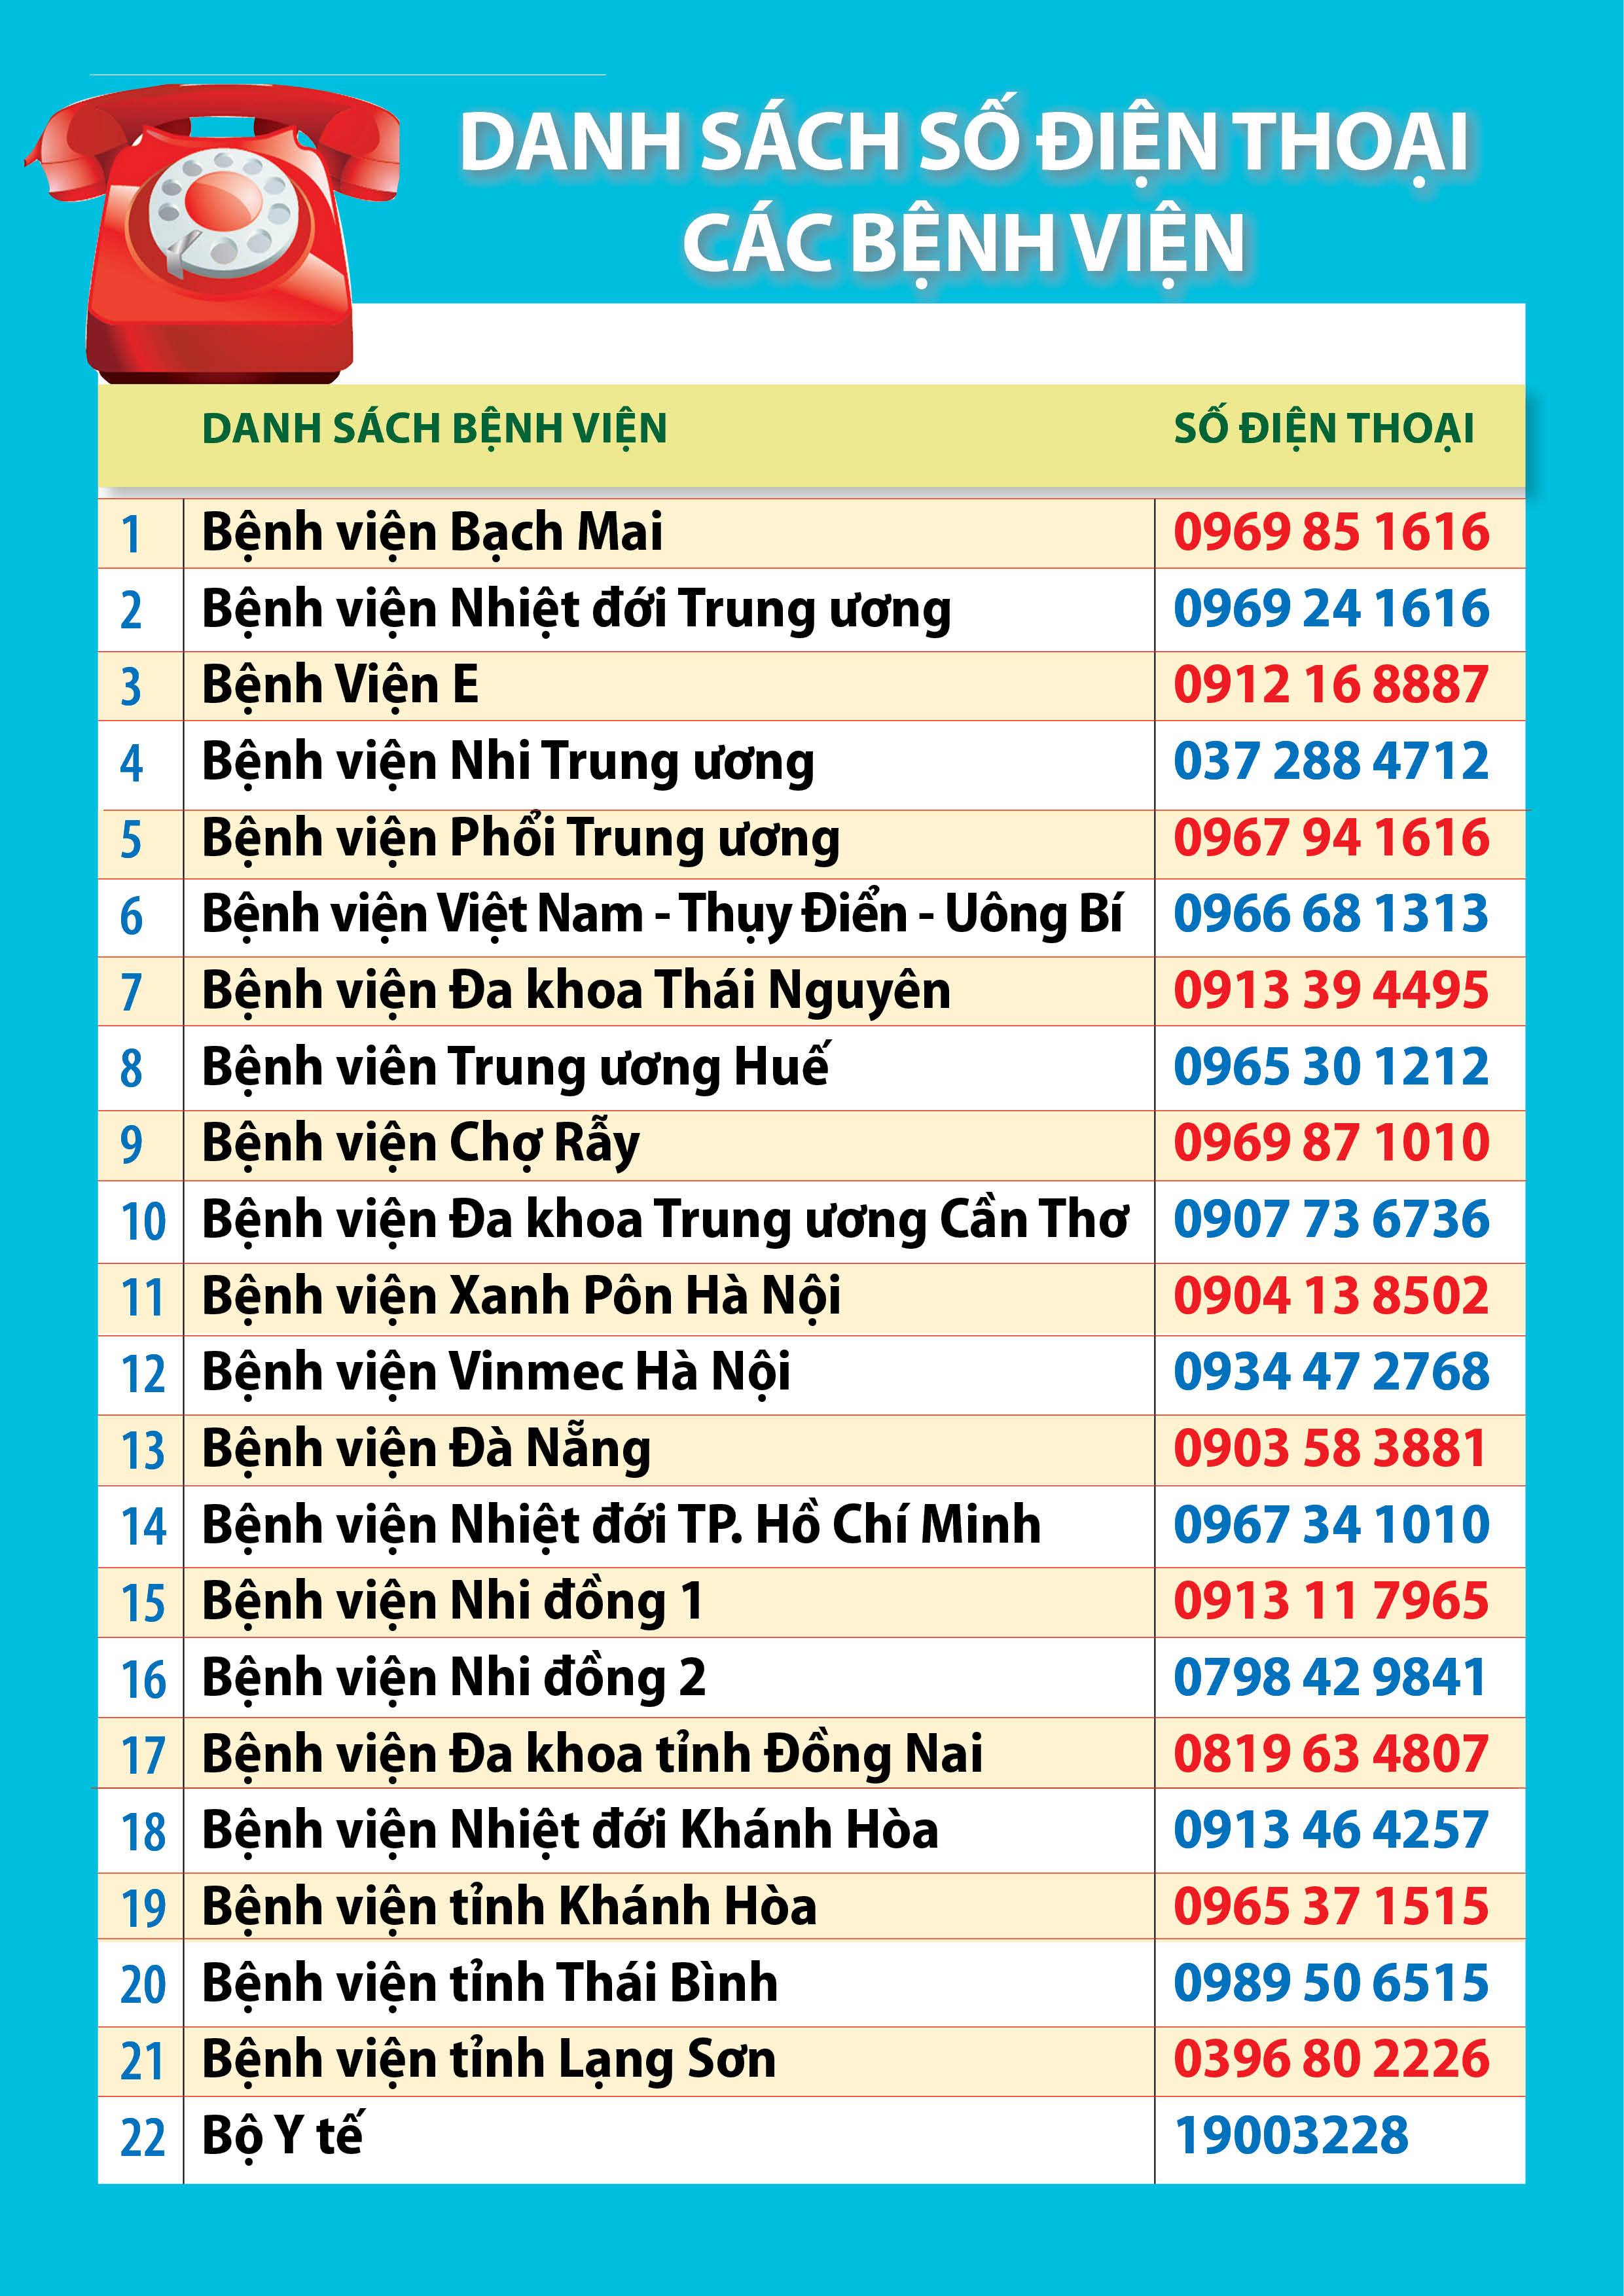 DANH SÁCH SỐ ĐIỆN THOẠI
CÁC BỆNH VIỆN
DANH SÁCH BỆNH VIỆN SỐ ĐIỆN THOẠI
1 Bệnh viện Bạch Mai 0969 85 1616
2 Bệnh viện Nhiệt đới Trung ương 0969 24 1616
3 Bệnh Viện E 0912 16 8887
4 Bệnh viện Nhi Trung ương 037 288 4712
5 Bệnh viện Phổi Trung ương 0967 94 1616
6 Bệnh viện Việt Nam - Thụy Điển - Uông Bí 0966 68 1313
7 Bệnh viện Đa khoa Thái Nguyên 0913 39 4495
8 Bệnh viên Trung ương Huế 0965 30 1212
9 Bệnh viện Chợ Rẫy 0969 87 1010
10 Bệnh viện Đa khoa Trung ương Cần Thơ 0907 73 6736
11 Bệnh viện Xanh Pôn Hà Nội 0904 13 8502
12 Bệnh viện Vinmec Hà Nội 0934 47 2768
13 Bệnh viện Đà Nẵng 0903 58 3881
14 Bệnh viện Nhiệt đới TP. Hồ Chí Minh 0967 34 1010
15 Bệnh viện Nhi đồng 1 0913 11 7965
16 Bệnh viện Nhi đồng 2 0798 42 9841
17 Bệnh viện Đa khoa tỉnh Đồng Nai 0819 63 4807
18 Bệnh viện Nhiệt đới Khánh Hòa 0913 46 4257
19 Bệnh viện tỉnh Khánh Hòa 0965 37 1515
20 Bệnh viện tỉnh Thái Bình 0989 50 6515
21 Bệnh viện tỉnh Lạng Sơn 0396 80 2226
22 Bộ Y tế 19003228